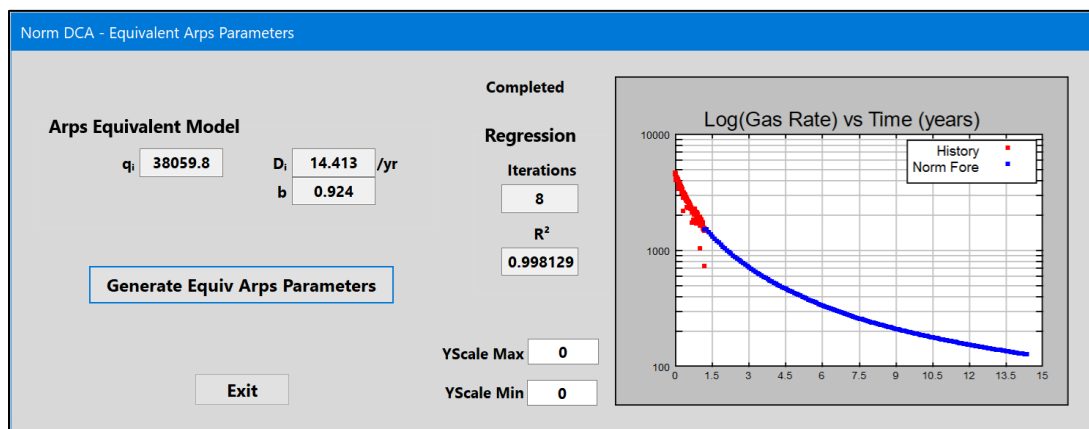 Norm DCA - Equivalent Arps Parameters
Completed
Arps Equivalent Model
qᵢ 38059.8 Dᵢ 14.413 /yr
b 0.924
Generate Equiv Arps Parameters
Exit
Regression
Iterations
8
R²
0.998129
YScale Max 0
YScale Min 0
Log(Gas Rate) vs Time (years)
History
Norm Fore
10000
1000
100
0 1.5 3 4.5 6 7.5 9 10.5 12 13.5 15